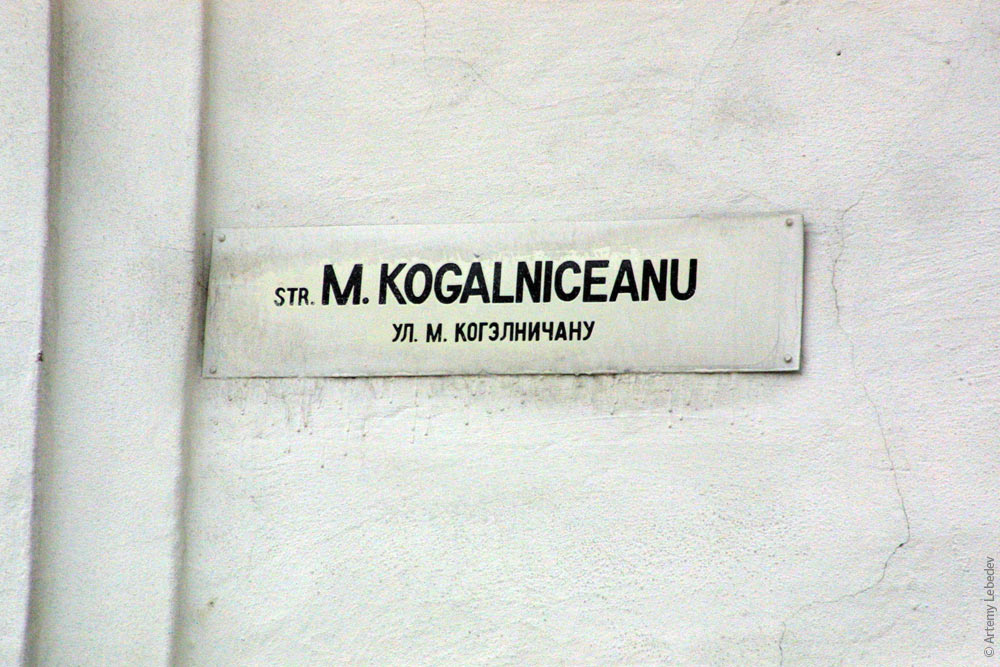 STR. M. KOGALNICEANU
УЛ. М. КОГЭЛНИЧАНУ
© Artemy Lebedev